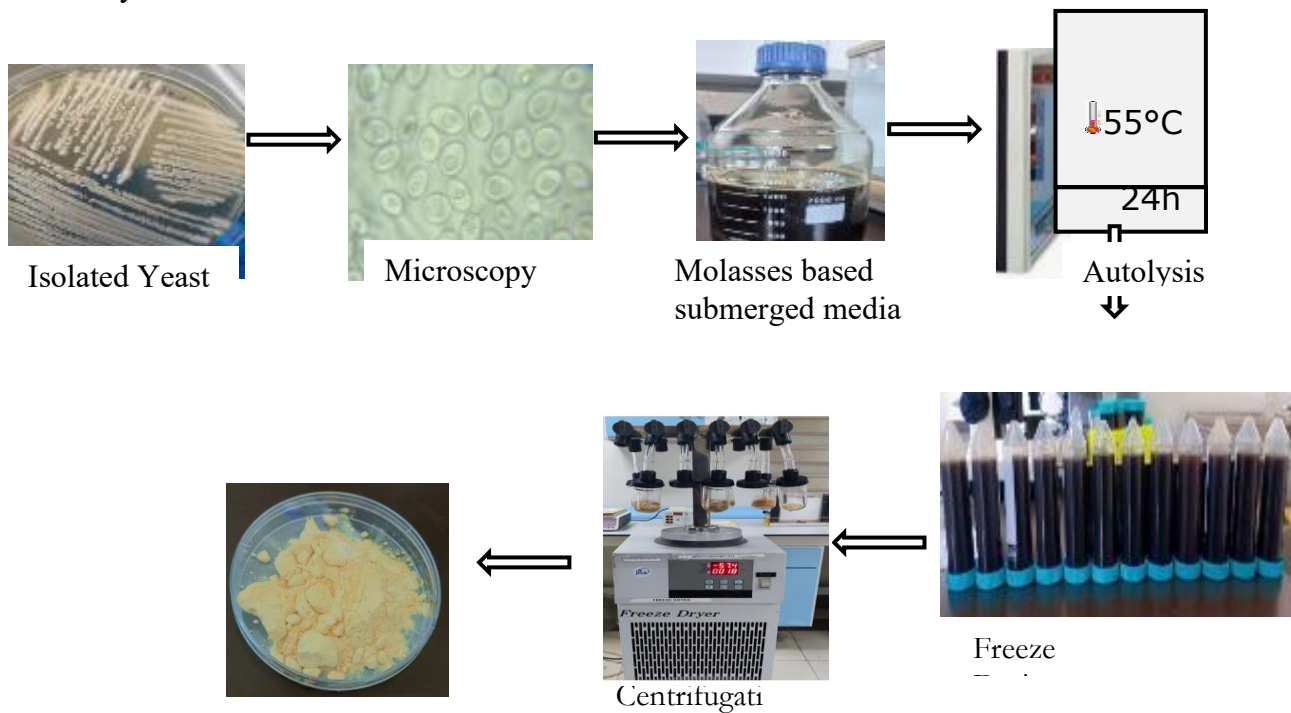 55°C
24h
Isolated Yeast
Microscopy
Molasses based
submerged media
Autolysis
Freeze Dryer
Freeze
Centrifugati